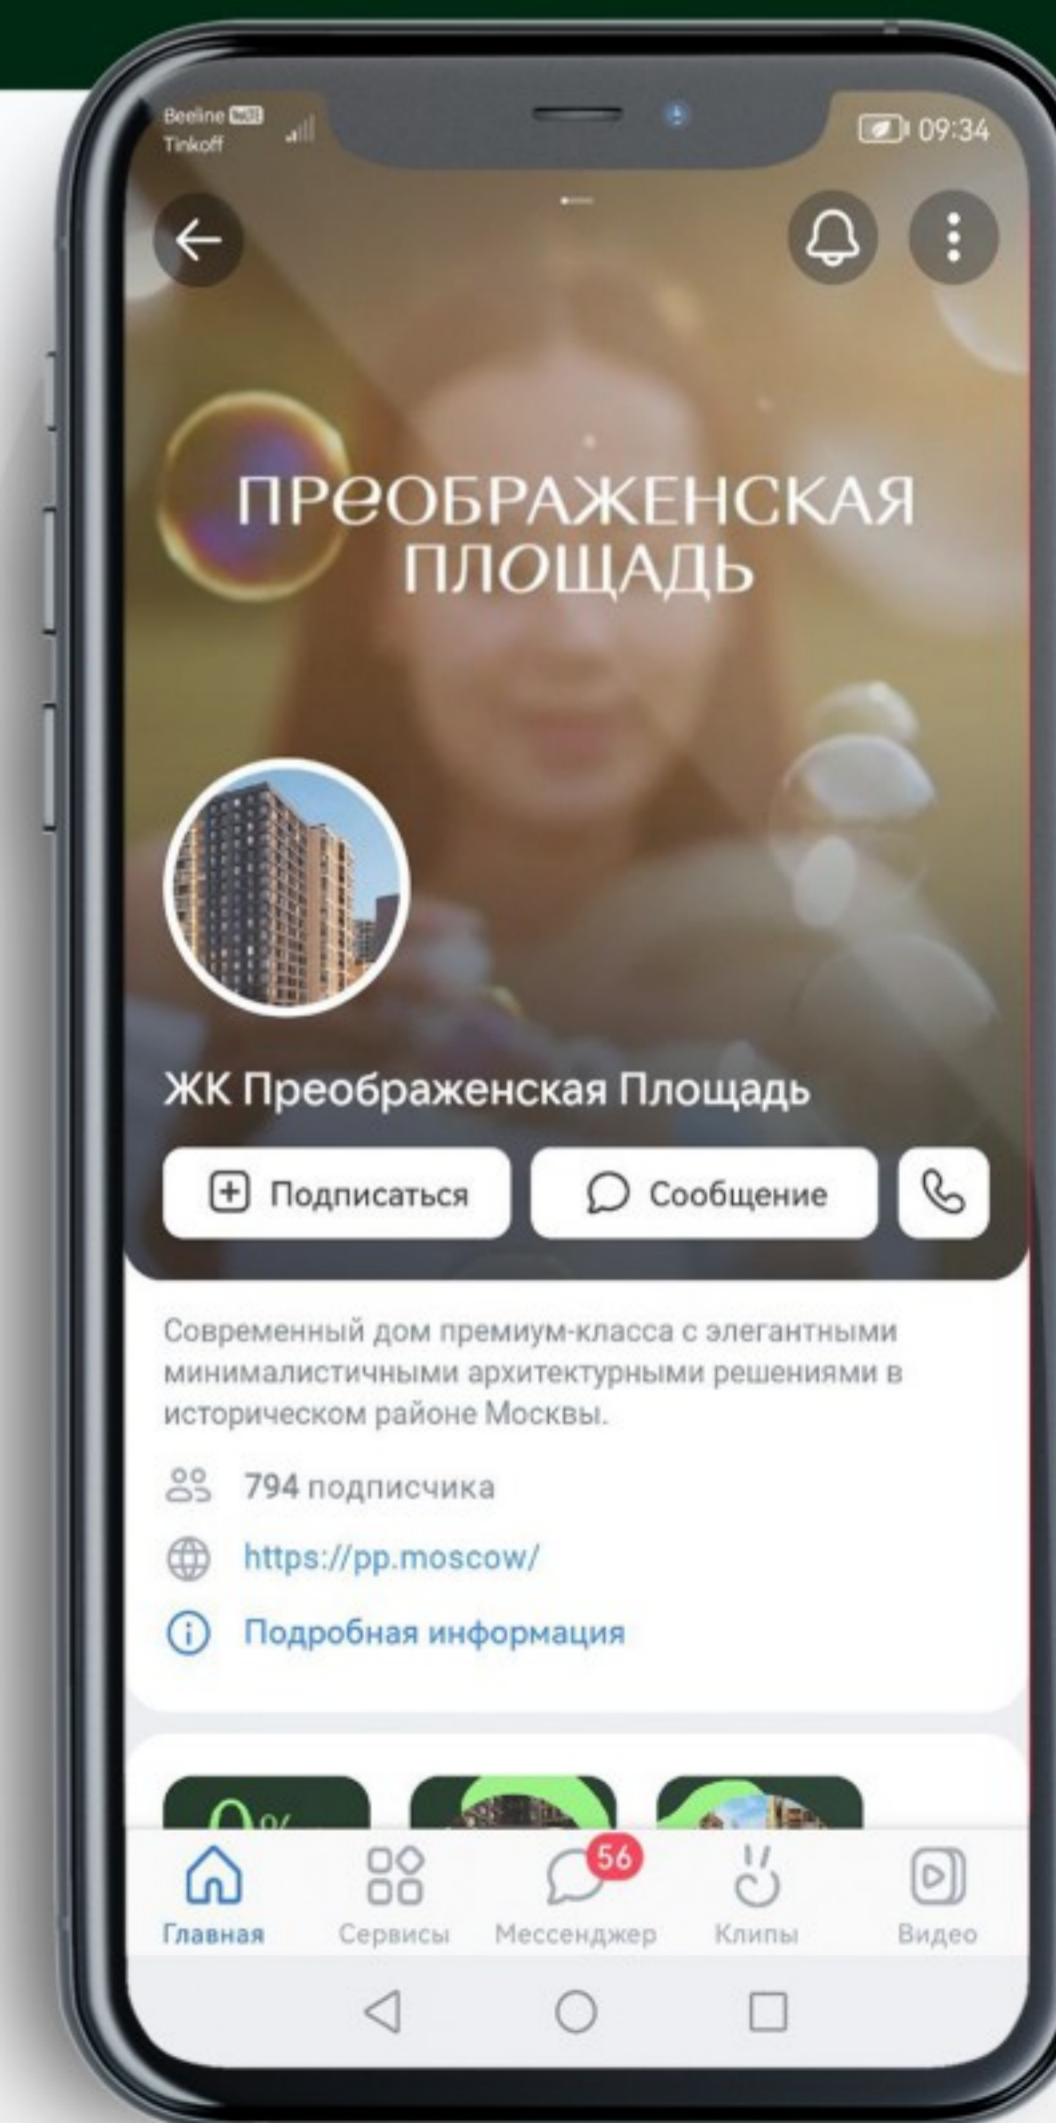 Beeline
Tinkoff
09:34
ПРЕОБРАЖЕНСКАЯ
ПЛОЩАДЬ
ЖК Преображенская Площадь
Подписаться
Сообщение
Современный дом премиум-класса с элегантными
минималистичными архитектурными решениями в
историческом районе Москвы.
794 подписчика
https://pp.moscow/
Подробная информация
0%
56
Главная
Сервисы
Мессенджер
Клипы
Видео